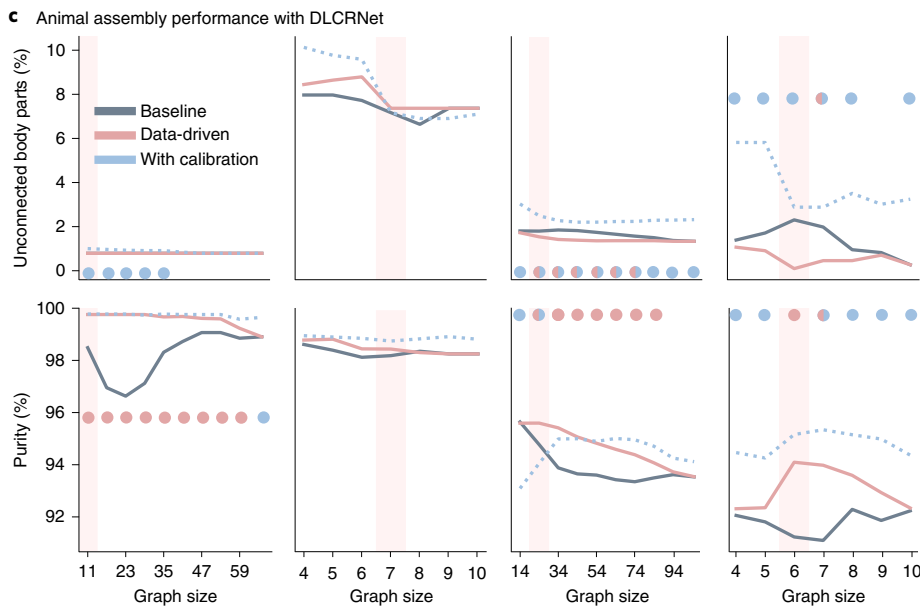 c Animal assembly performance with DLCRNet
Unconnected body parts (%)
10
8
6
4
2
0
Baseline
Data-driven
With calibration
Purity (%)
100
98
96
94
92
11 23 35 47 59
4 5 6 7 8 9 10
14 34 54 74 94
4 5 6 7 8 9 10
Graph size Graph size Graph size Graph size